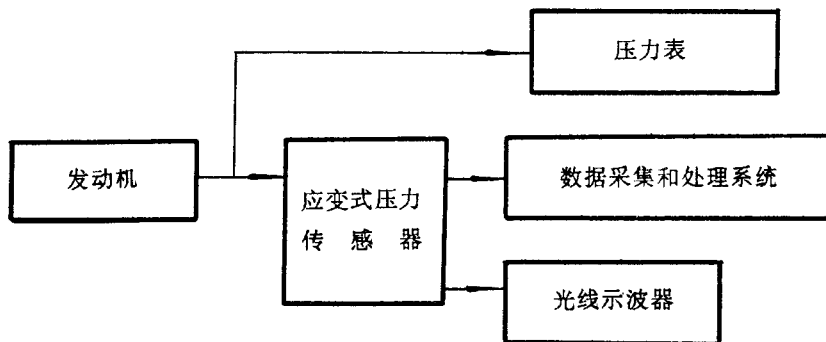 压力表
发动机
应变式压力
传感器
数据采集和处理系统
光线示波器